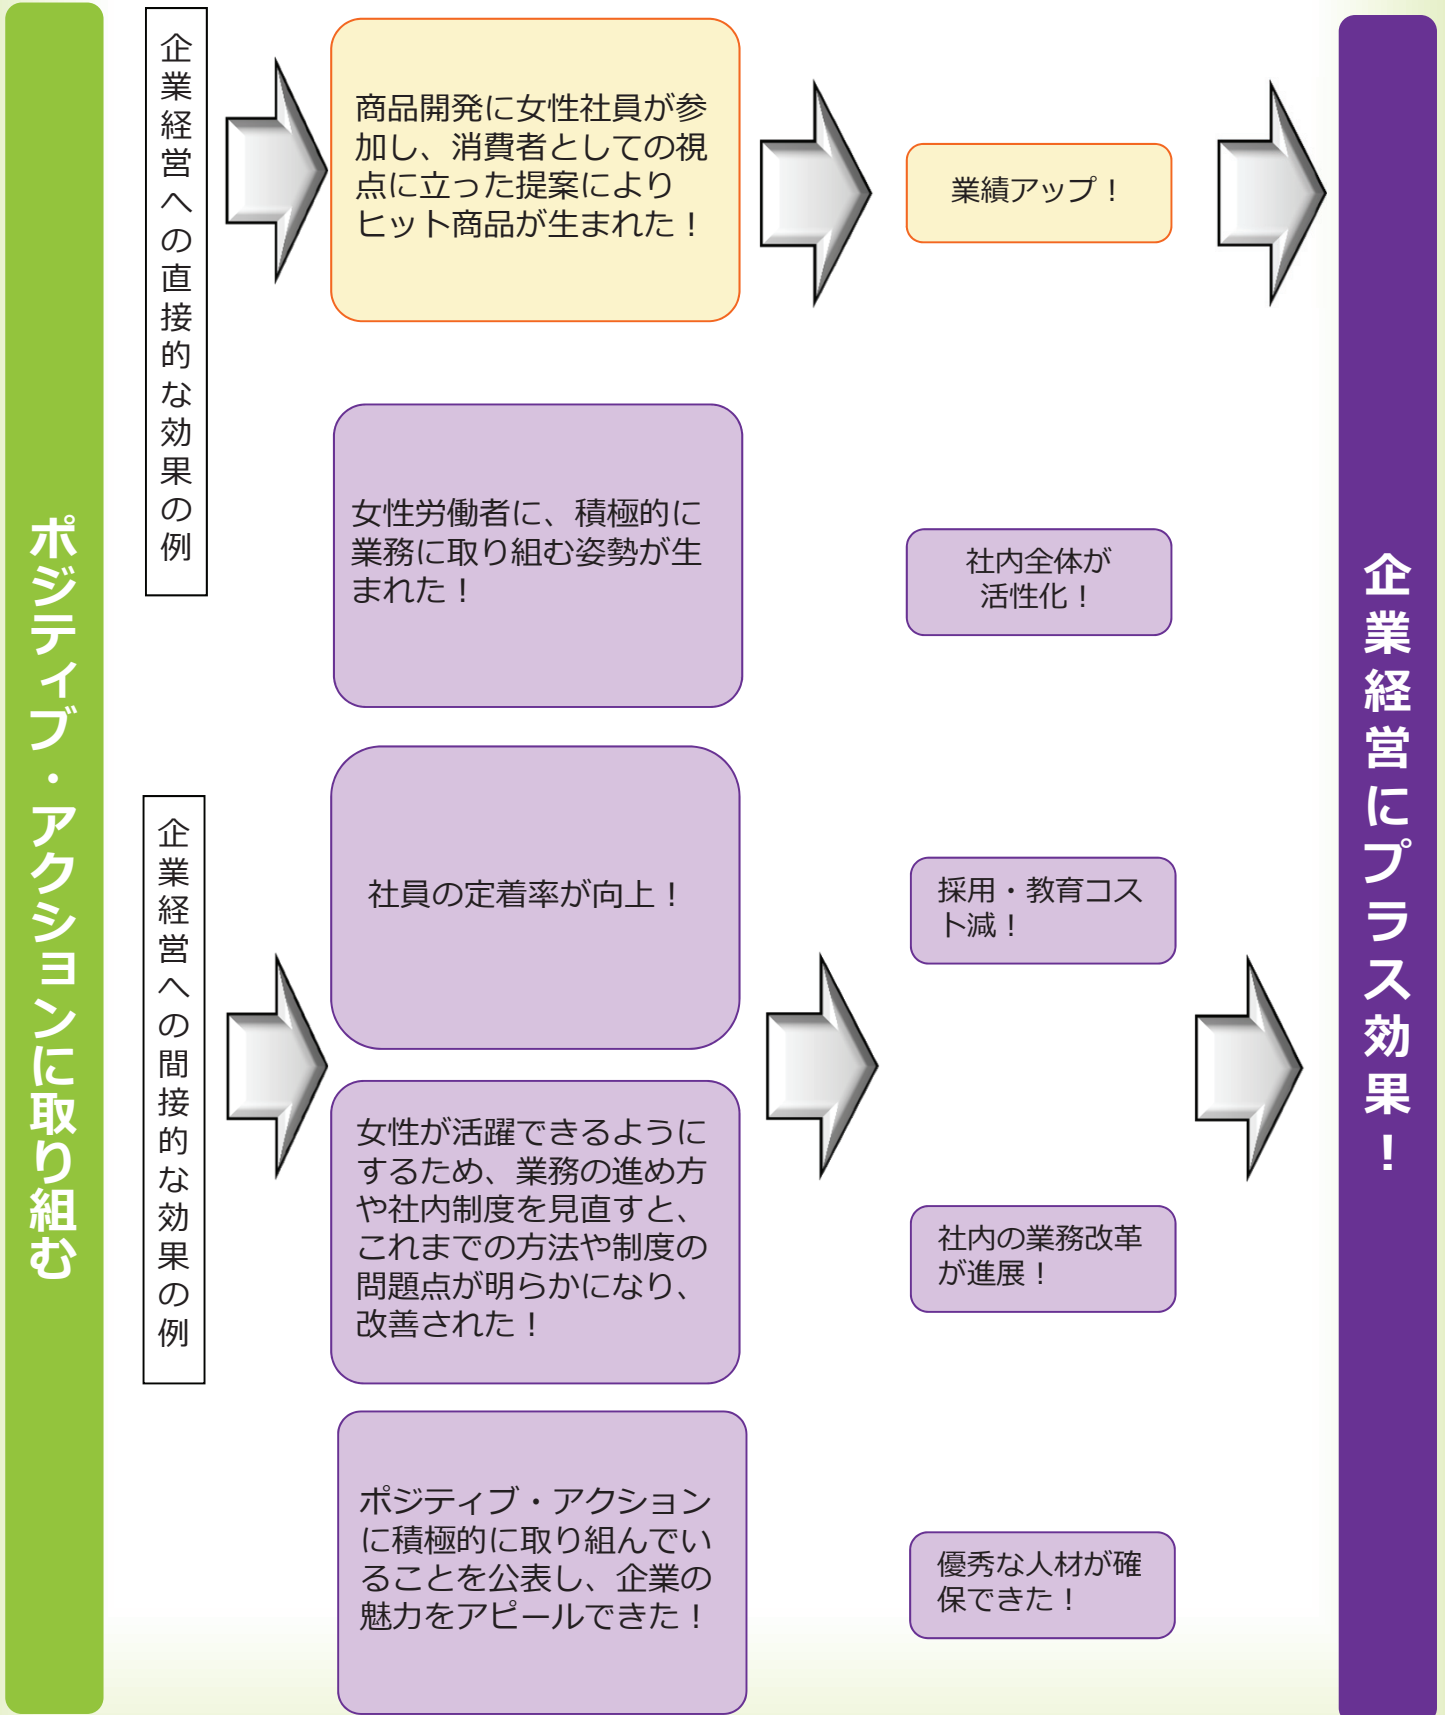 ポジティブ・アクションに取り組む
企業経営への直接的な効果の例
商品開発に女性社員が参
加し、消費者としての視
点に立った提案により
ヒット商品が生まれた！
業績アップ！
女性労働者に、積極的に
業務に取り組む姿勢が生
まれた！
社内全体が
活性化！
企業経営への間接的な効果の例
社員の定着率が向上！
採用・教育コス
ト減！
女性が活躍できるように
するため、業務の進め方
や社内制度を見直すと、
これまでの方法や制度の
問題点が明らかになり、
改善された！
社内の業務改革
が進展！
ポジティブ・アクション
に積極的に取り組んでい
ることを公表し、企業の
魅力をアピールできた！
優秀な人材が確
保できた！
企業経営にプラス効果！